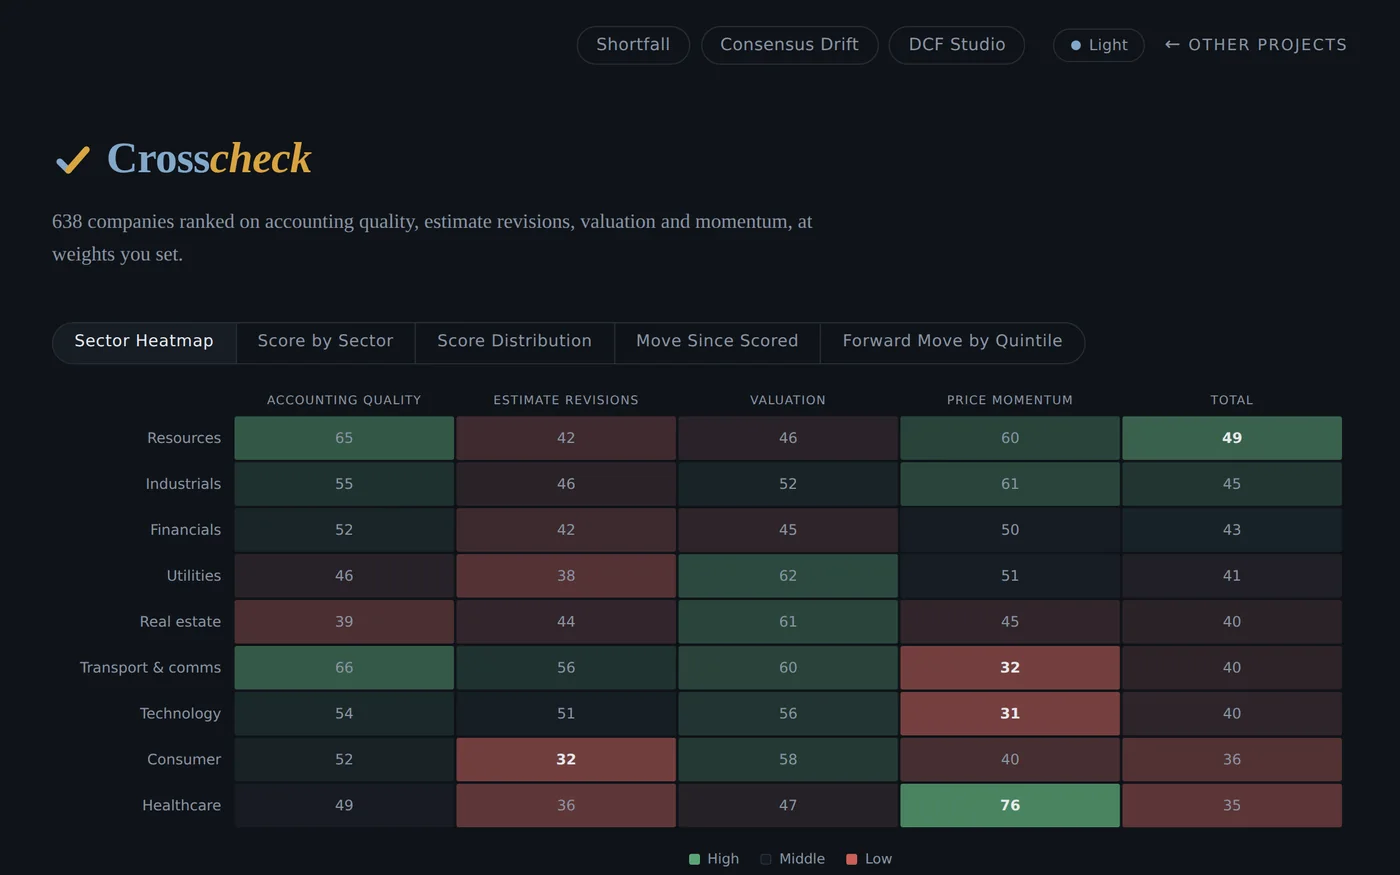 Shortfall Consensus Drift DCF Studio Light ← OTHER PROJECTS
Crosscheck
638 companies ranked on accounting quality, estimate revisions, valuation and momentum, at
weights you set.
Sector Heatmap Score by Sector Score Distribution Move Since Scored Forward Move by Quintile
ACCOUNTING QUALITY ESTIMATE REVISIONS VALUATION PRICE MOMENTUM TOTAL
Resources 65 42 46 60 49
Industrials 55 46 52 61 45
Financials 52 42 45 50 43
Utilities 46 38 62 51 41
Real estate 39 44 61 45 40
Transport & comms 66 56 60 32 40
Technology 54 51 56 31 40
Consumer 52 32 58 40 36
Healthcare 49 36 47 76 35
High Middle Low